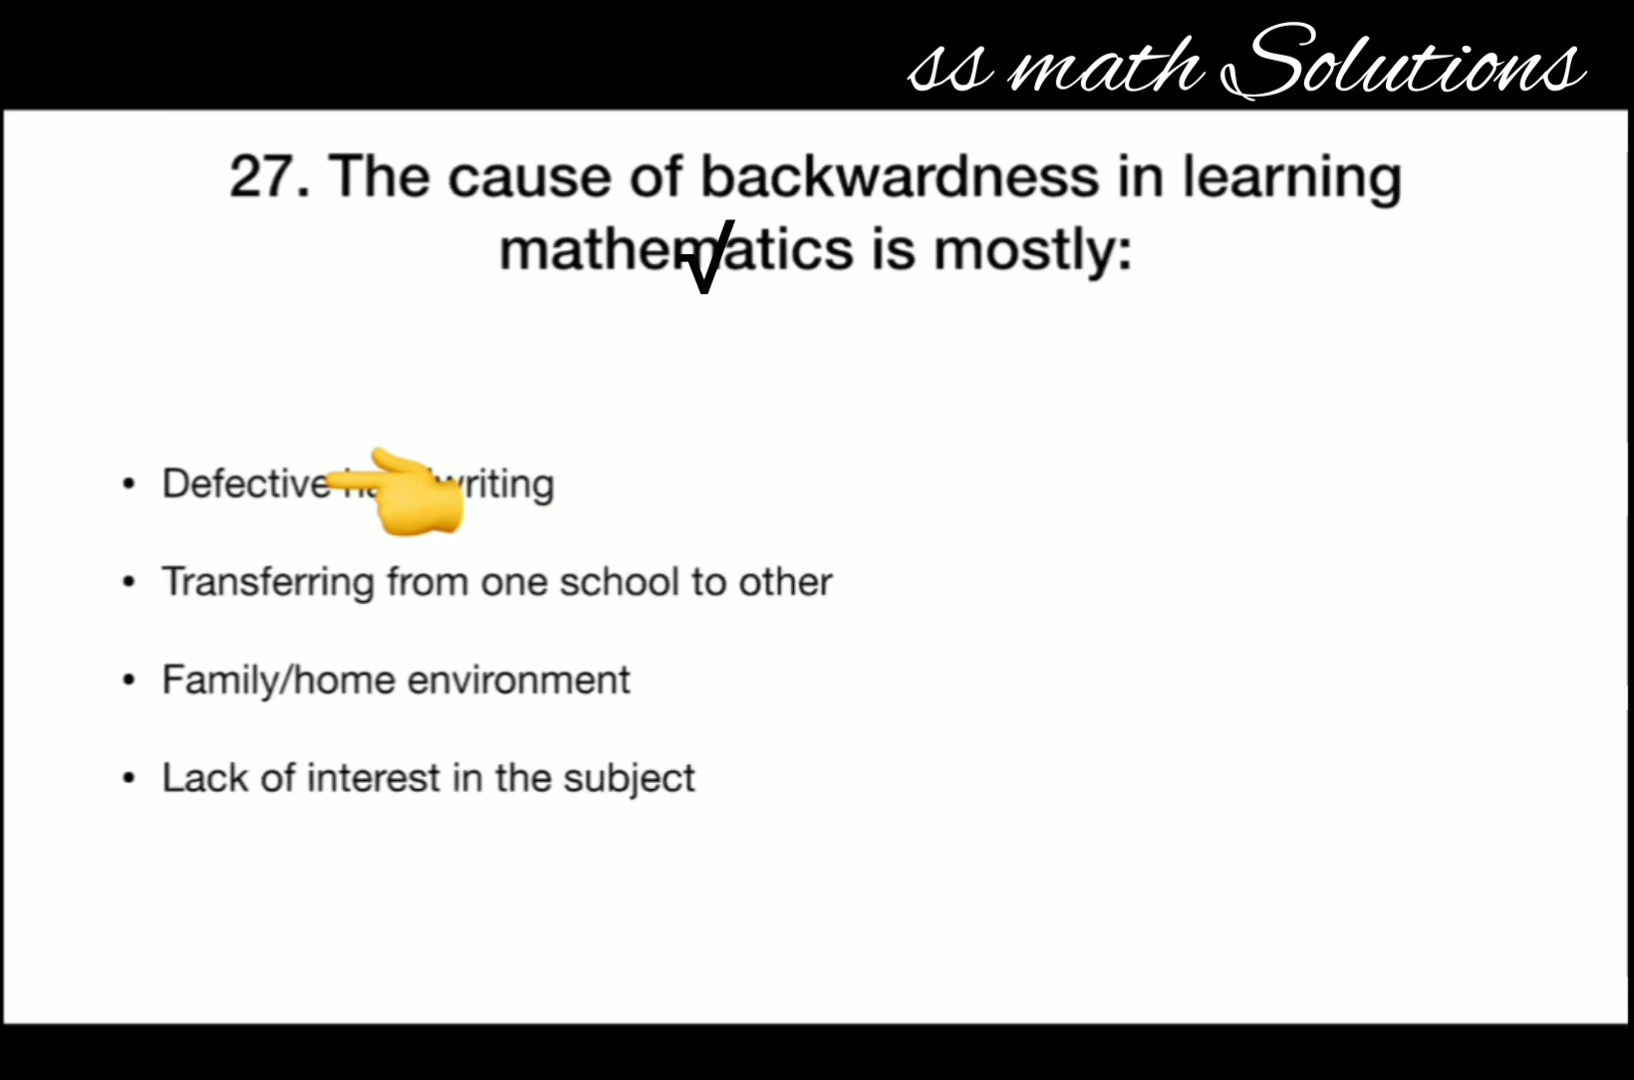 ss math Solutions
27. The cause of backwardness in learning
mathematics is mostly:
√
• Defective handwriting
• Transferring from one school to other
• Family/home environment
• Lack of interest in the subject